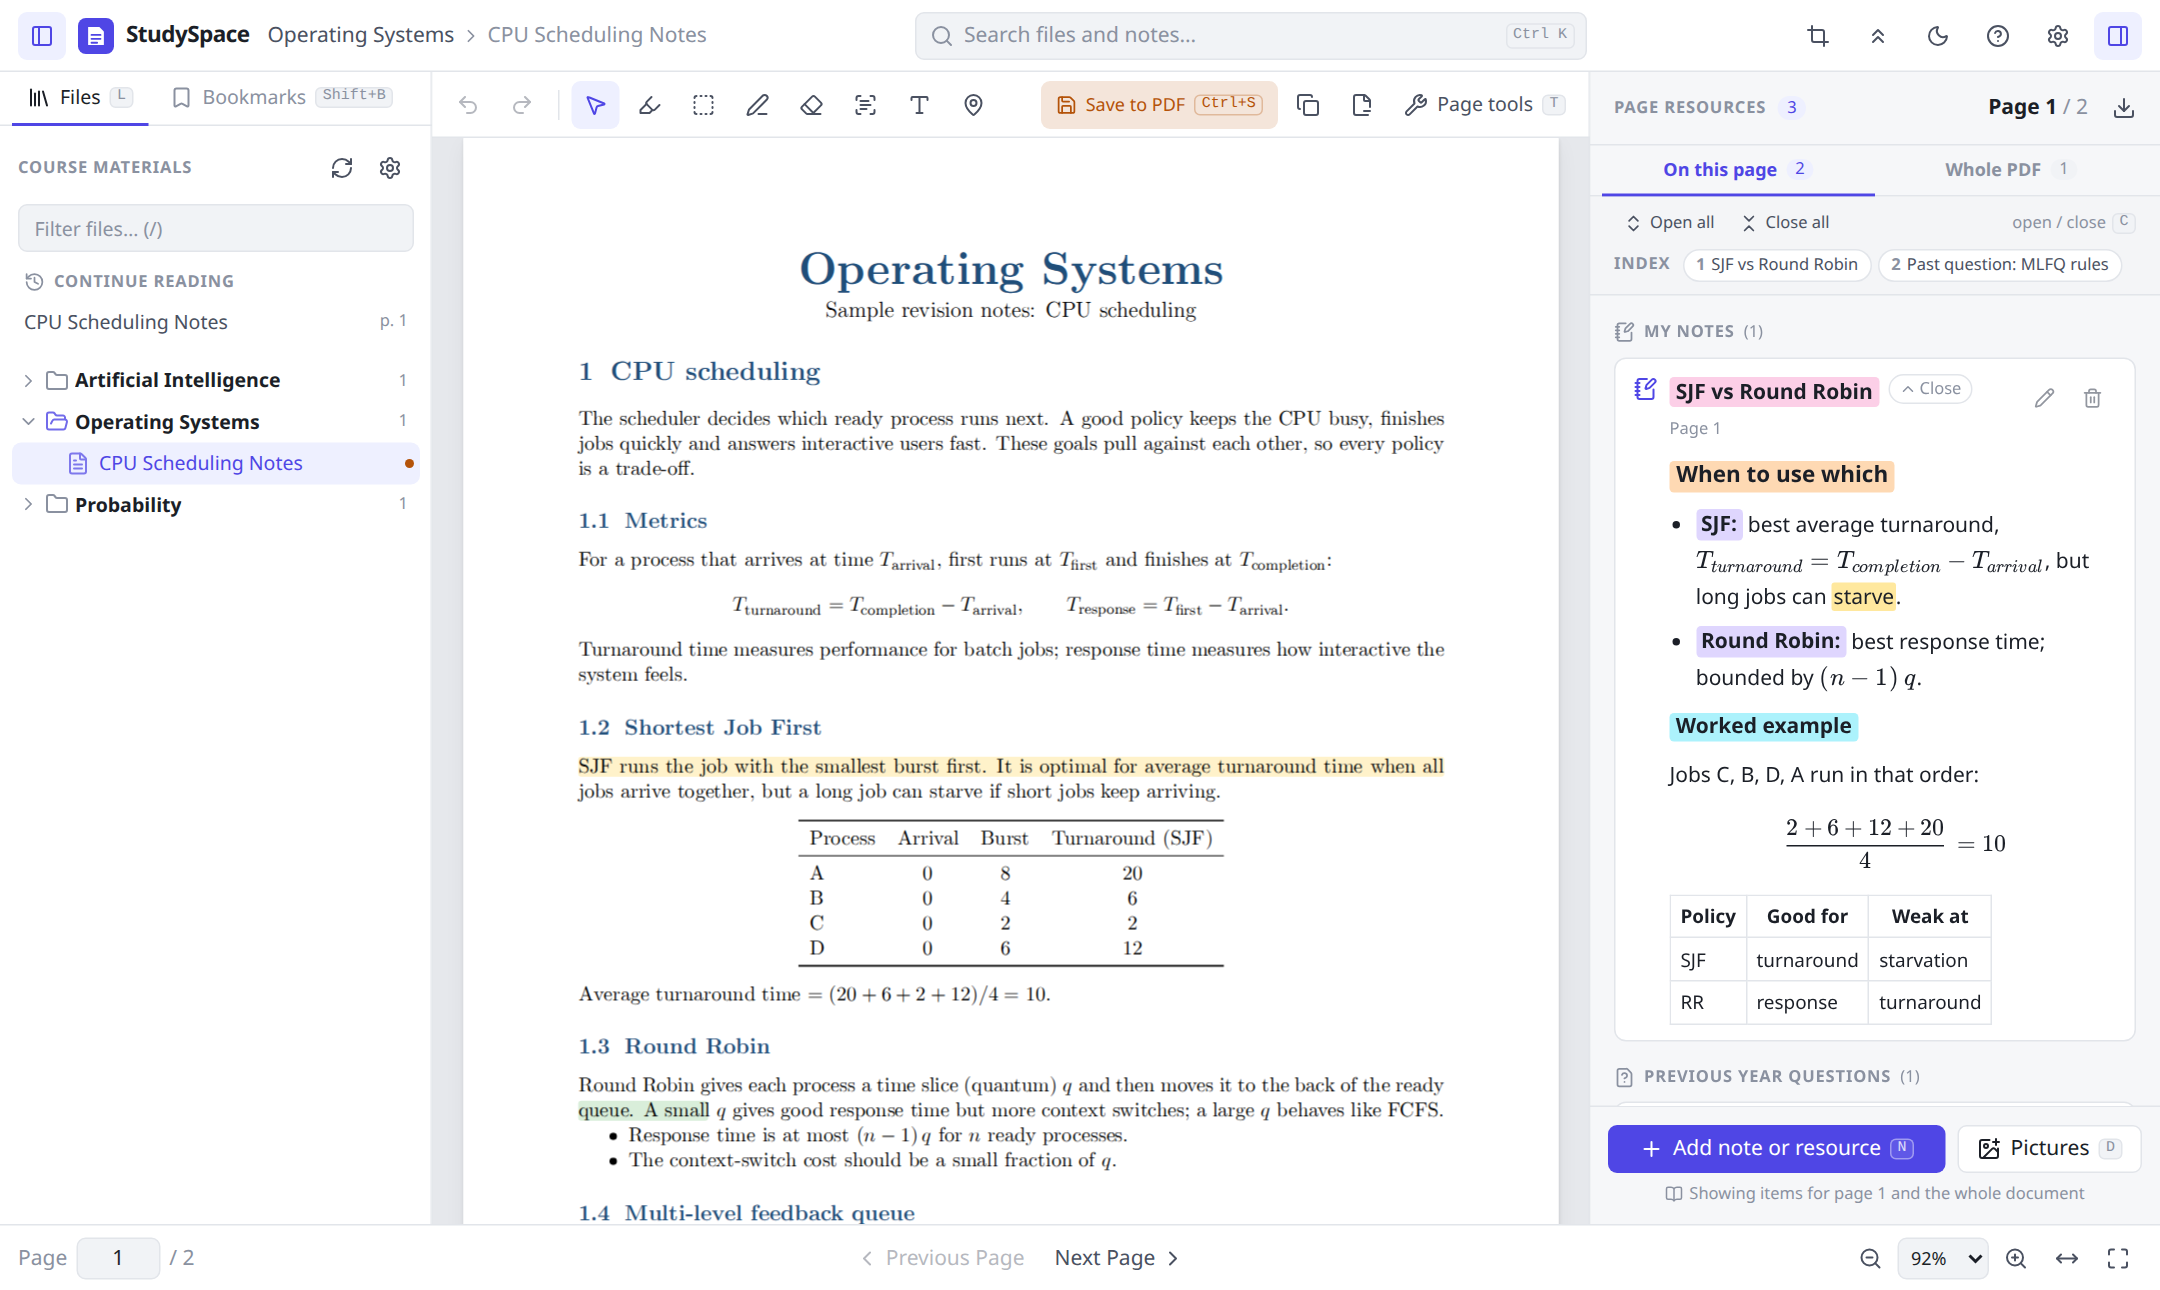 StudySpace Operating Systems > CPU Scheduling Notes
Search files and notes... Ctrl K
Files L Bookmarks Shift+B
COURSE MATERIALS
Filter files... (/)
CONTINUE READING
CPU Scheduling Notes p. 1
Artificial Intelligence 1
Operating Systems 1
CPU Scheduling Notes
Probability 1
Save to PDF Ctrl+S
Page tools T
Operating Systems
Sample revision notes: CPU scheduling
1 CPU scheduling
The scheduler decides which ready process runs next. A good policy keeps the CPU busy, finishes
jobs quickly and answers interactive users fast. These goals pull against each other, so every policy
is a trade-off.
1.1 Metrics
For a process that arrives at time T_arrival, first runs at T_first and finishes at T_completion:
T_turnaround = T_completion − T_arrival, T_response = T_first − T_arrival.
Turnaround time measures performance for batch jobs; response time measures how interactive the
system feels.
1.2 Shortest Job First
SJF runs the job with the smallest burst first. It is optimal for average turnaround time when all
jobs arrive together, but a long job can starve if short jobs keep arriving.
Process Arrival Burst Turnaround (SJF)
A 0 8 20
B 0 4 6
C 0 2 2
D 0 6 12
Average turnaround time = (20 + 6 + 2 + 12)/4 = 10.
1.3 Round Robin
Round Robin gives each process a time slice (quantum) q and then moves it to the back of the ready
queue. A small q gives good response time but more context switches; a large q behaves like FCFS.
• Response time is at most (n − 1) q for n ready processes.
• The context-switch cost should be a small fraction of q.
1.4 Multi-level feedback queue
PAGE RESOURCES 3 Page 1 / 2
On this page 2 Whole PDF 1
Open all Close all open / close C
INDEX 1 SJF vs Round Robin 2 Past question: MLFQ rules
MY NOTES (1)
SJF vs Round Robin Close
Page 1
When to use which
• SJF: best average turnaround,
T_turnaround = T_completion − T_arrival, but
long jobs can starve.
• Round Robin: best response time;
bounded by (n − 1) q.
Worked example
Jobs C, B, D, A run in that order:
2 + 6 + 12 + 20
= 10
4
Policy Good for Weak at
SJF turnaround starvation
RR response turnaround
PREVIOUS YEAR QUESTIONS (1)
+ Add note or resource N Pictures D
Showing items for page 1 and the whole document
Page 1 / 2
< Previous Page Next Page >
92%